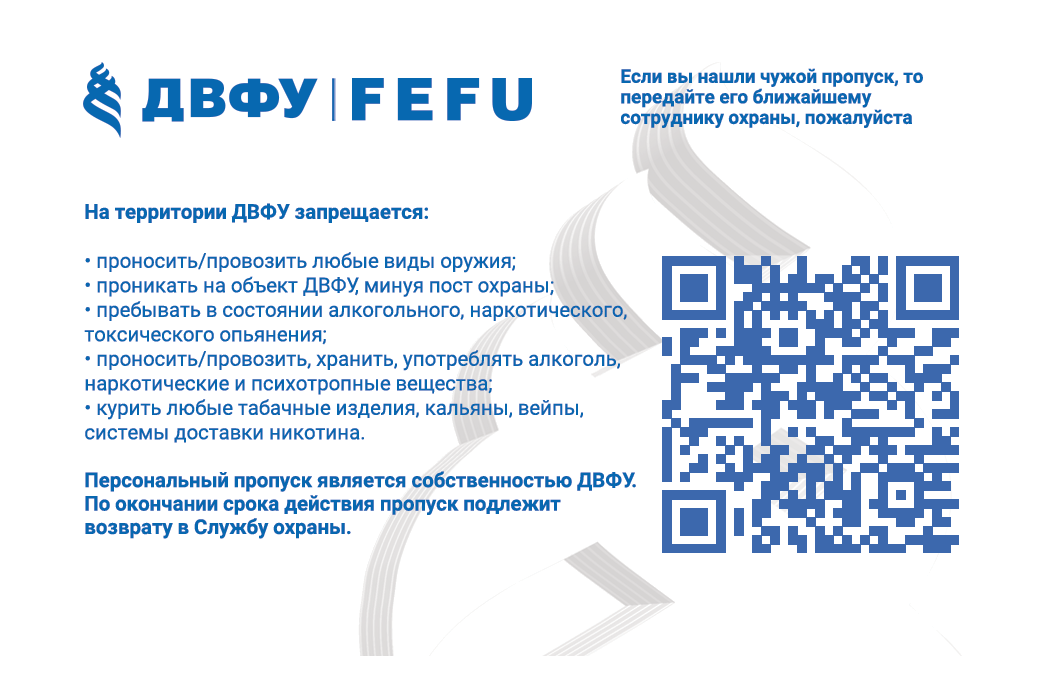 ДВФУ | FEFU
Если вы нашли чужой пропуск, то
передайте его ближайшему
сотруднику охраны, пожалуйста
На территории ДВФУ запрещается:
• проносить/провозить любые виды оружия;
• проникать на объект ДВФУ, минуя пост охраны;
• пребывать в состоянии алкогольного, наркотического,
токсического опьянения;
• проносить/провозить, хранить, употреблять алкоголь,
наркотические и психотропные вещества;
• курить любые табачные изделия, кальяны, вейпы,
системы доставки никотина.
Персональный пропуск является собственностью ДВФУ.
По окончании срока действия пропуск подлежит
возврату в Службу охраны.